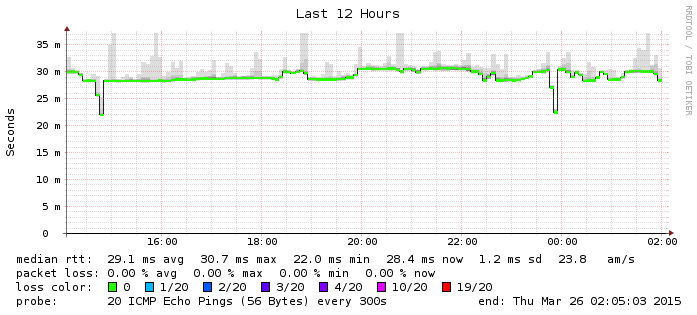 Last 12 Hours
RRDTOOL / TOBI OETIKER
Seconds
35 m
30 m
25 m
20 m
15 m
10 m
5 m
0
16:00 18:00 20:00 22:00 00:00 02:00
median rtt: 29.1 ms avg 30.7 ms max 22.0 ms min 28.4 ms now 1.2 ms sd 23.8 am/s
packet loss: 0.00 % avg 0.00 % max 0.00 % min 0.00 % now
loss color: 0 1/20 2/20 3/20 4/20 10/20 19/20
probe: 20 ICMP Echo Pings (56 Bytes) every 300s end: Thu Mar 26 02:05:03 2015